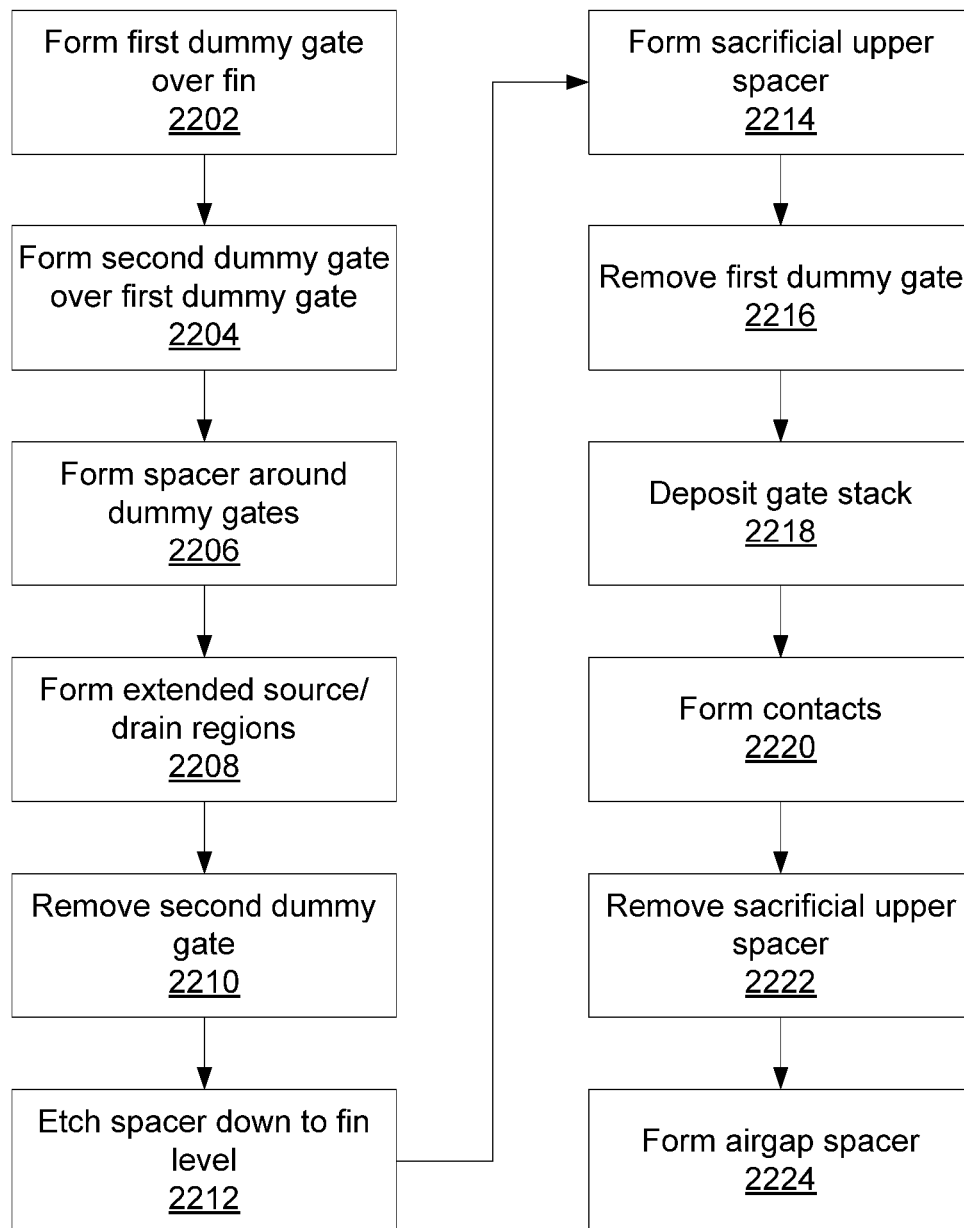 Form first dummy gate
over fin
2202
Form second dummy gate
over first dummy gate
2204
Form spacer around
dummy gates
2206
Form extended source/
drain regions
2208
Remove second dummy
gate
2210
Etch spacer down to fin
level
2212
Form sacrificial upper
spacer
2214
Remove first dummy gate
2216
Deposit gate stack
2218
Form contacts
2220
Remove sacrificial upper
spacer
2222
Form airgap spacer
2224